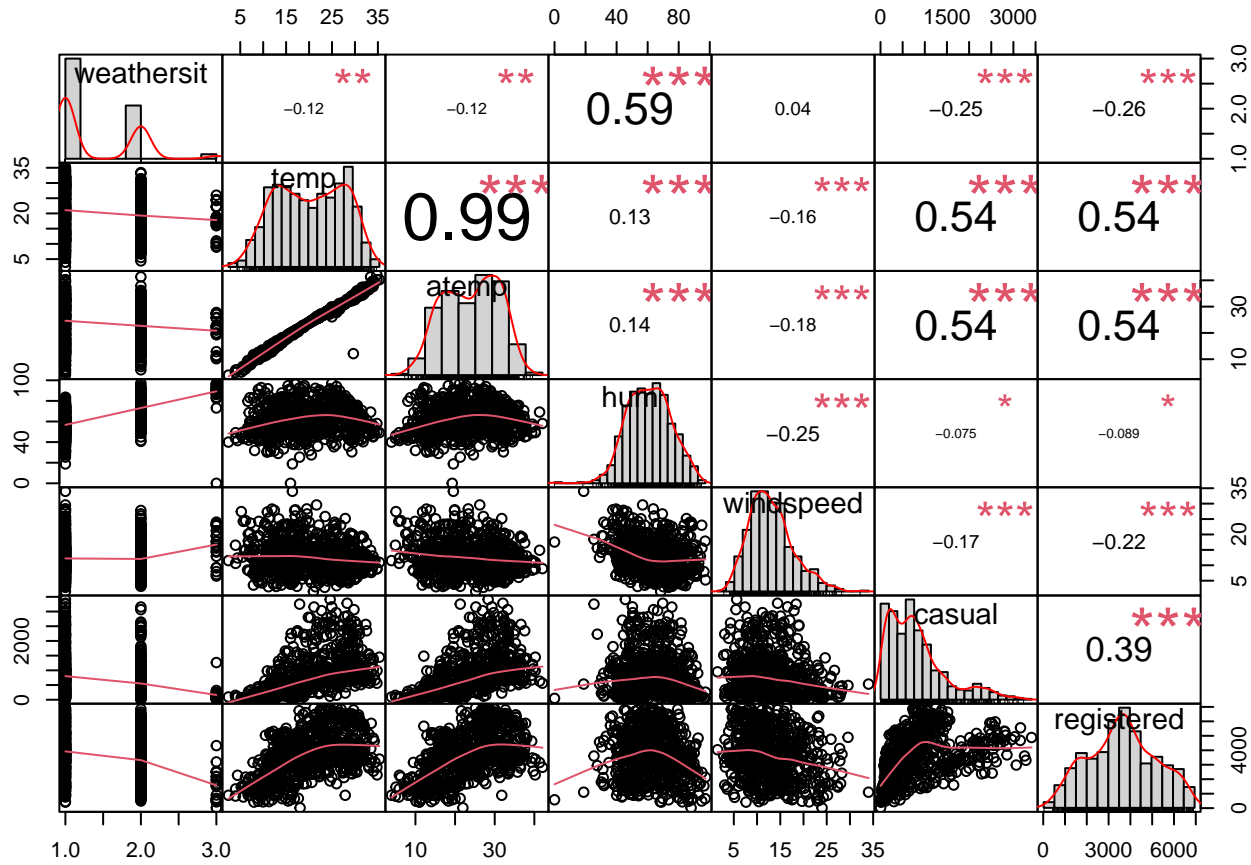 5 15 25 35 0 40 80 0 1500 3000
weathersit ** ** *** *** ***
−0.12 −0.12 0.59 0.04 −0.25 −0.26
1.0 2.0 3.0
temp *** *** *** *** ***
0.99 0.13 −0.16 0.54 0.54
5 20 35
atemp *** *** *** ***
0.14 −0.18 0.54 0.54
10 30
hum *** * *
−0.25 −0.075 −0.089
0 40 100
windspeed *** ***
−0.17 −0.22
5 15 25 35
casual ***
0.39
0 2000
registered
0 4000
1.0 2.0 3.0 10 30 5 15 25 35 0 3000 6000